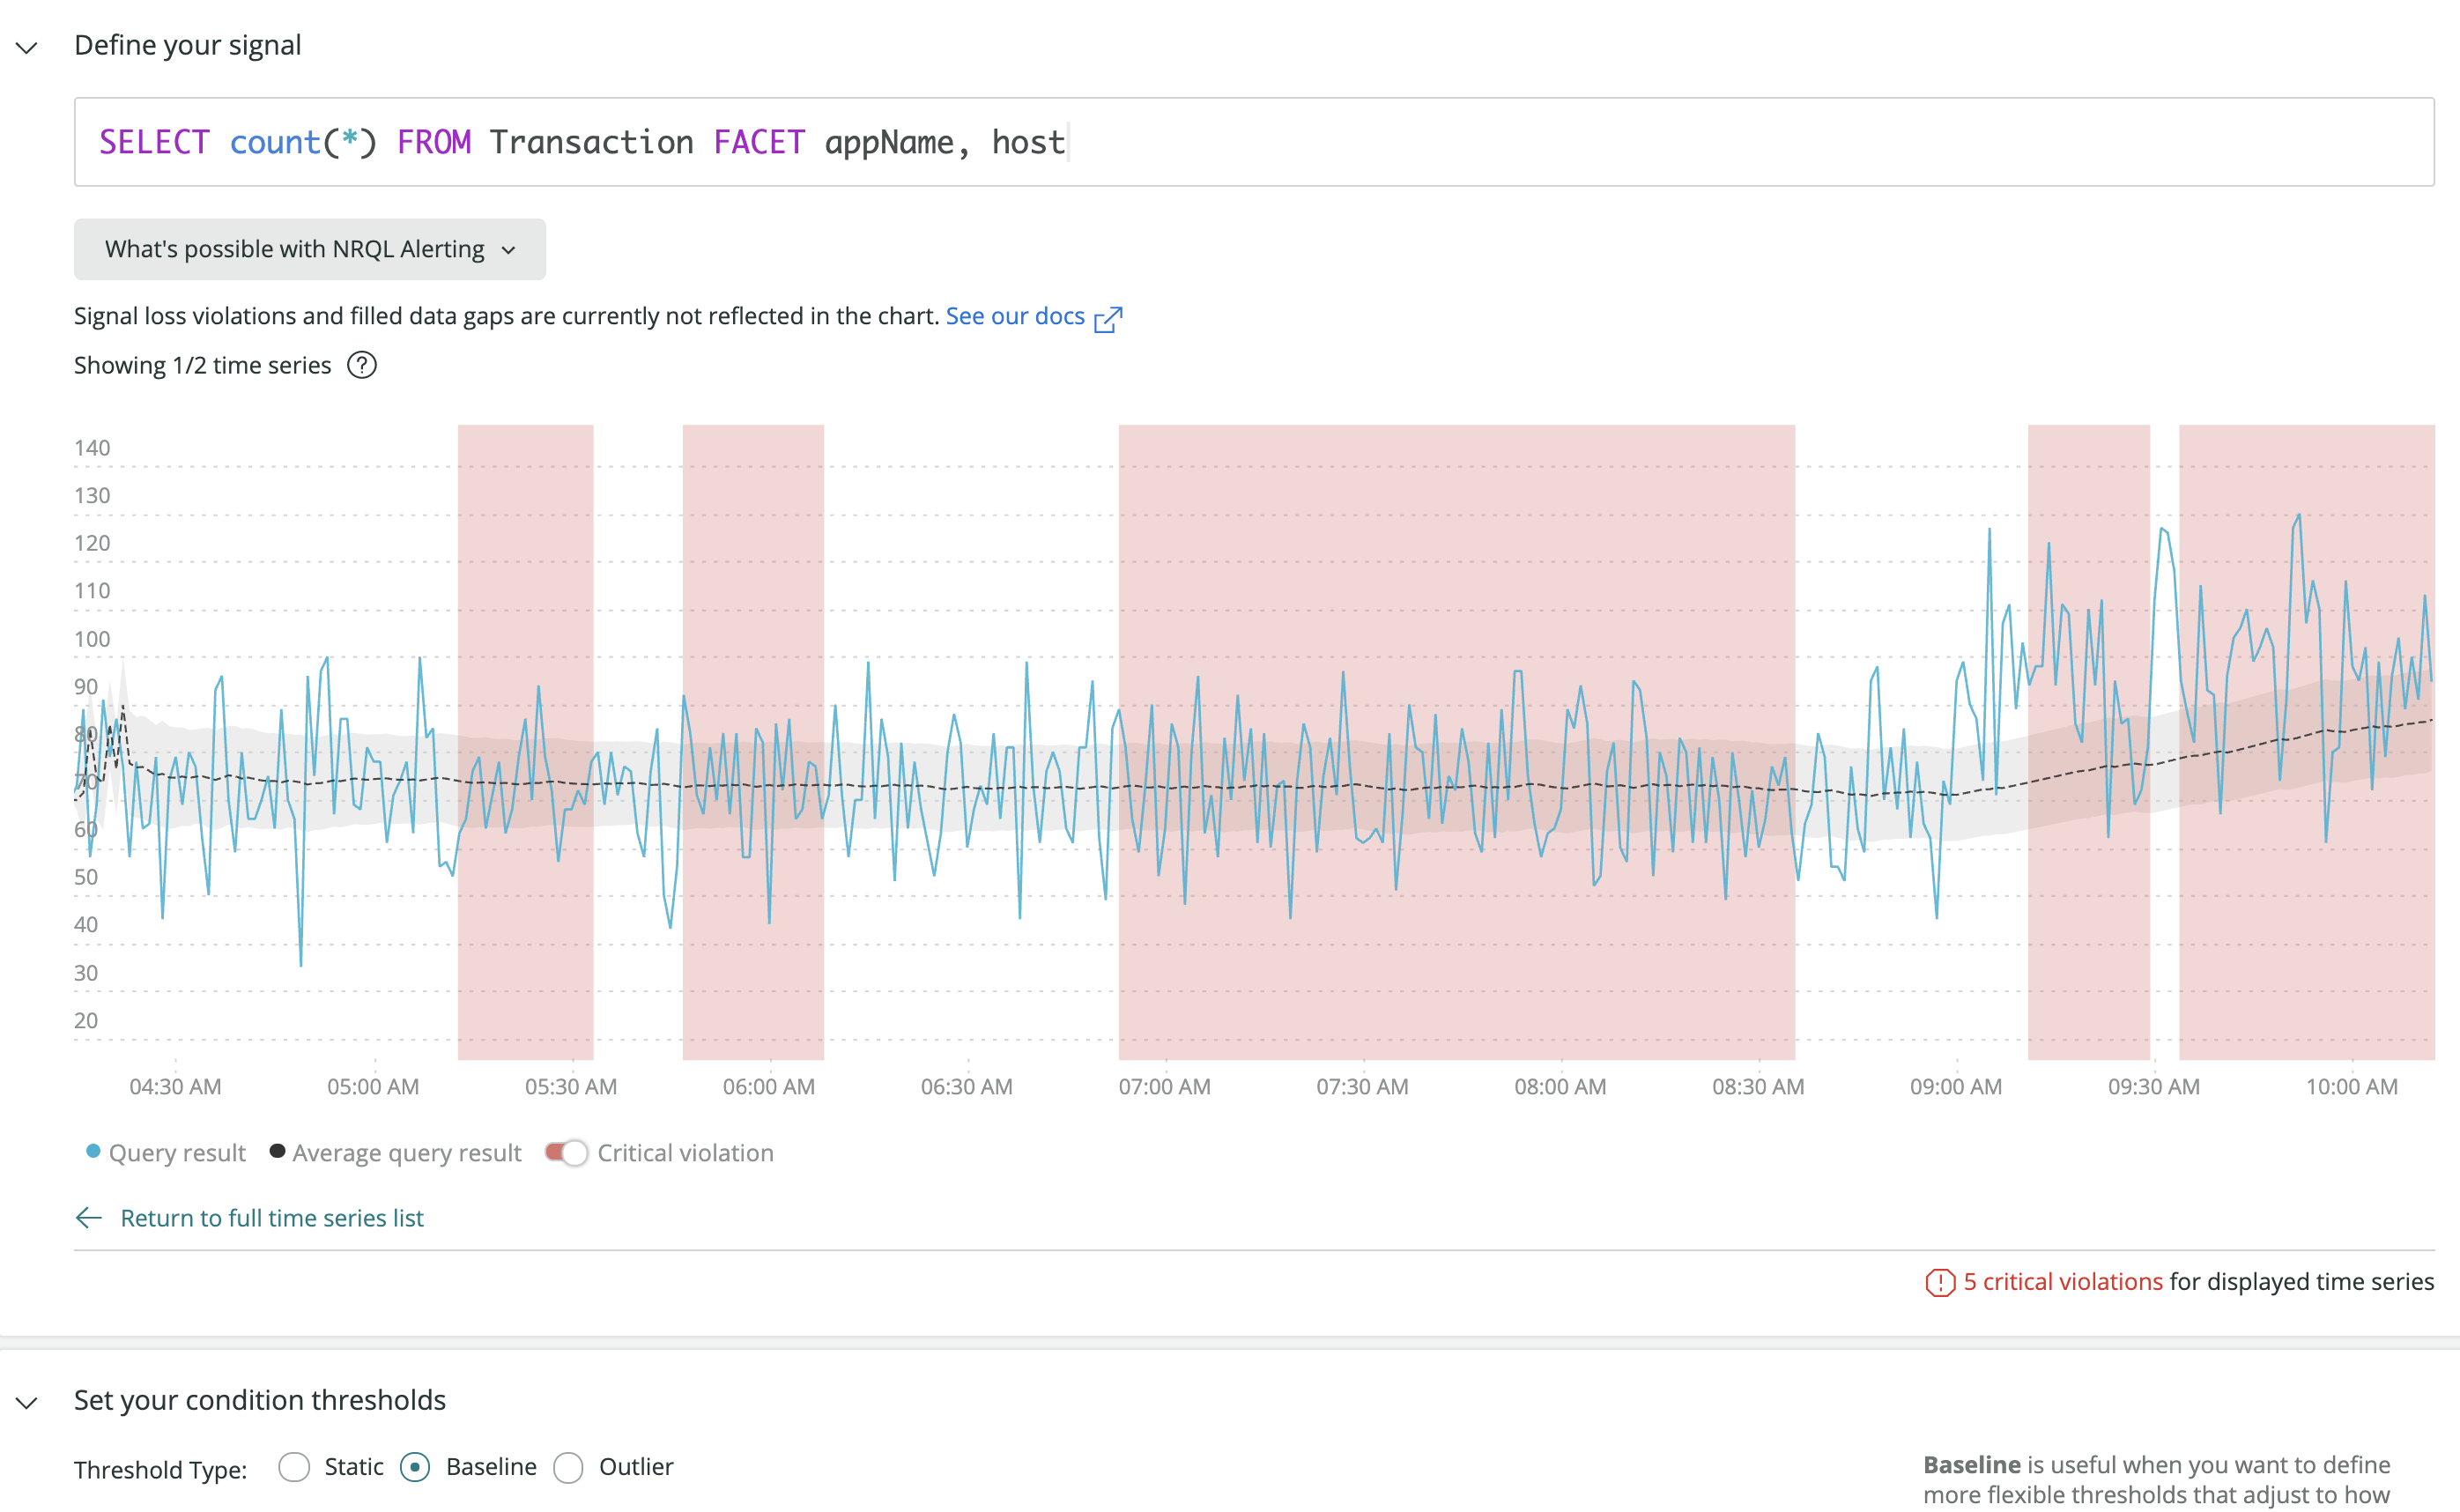 Define your signal
SELECT count(*) FROM Transaction FACET appName, host
What's possible with NRQL Alerting
Signal loss violations and filled data gaps are currently not reflected in the chart. See our docs
Showing 1/2 time series ?
140
130
120
110
100
90
80
70
60
50
40
30
20
04:30 AM 05:00 AM 05:30 AM 06:00 AM 06:30 AM 07:00 AM 07:30 AM 08:00 AM 08:30 AM 09:00 AM 09:30 AM 10:00 AM
Query result Average query result Critical violation
Return to full time series list
5 critical violations for displayed time series
Set your condition thresholds
Threshold Type: Static Baseline Outlier
Baseline is useful when you want to define
more flexible thresholds that adjust to how